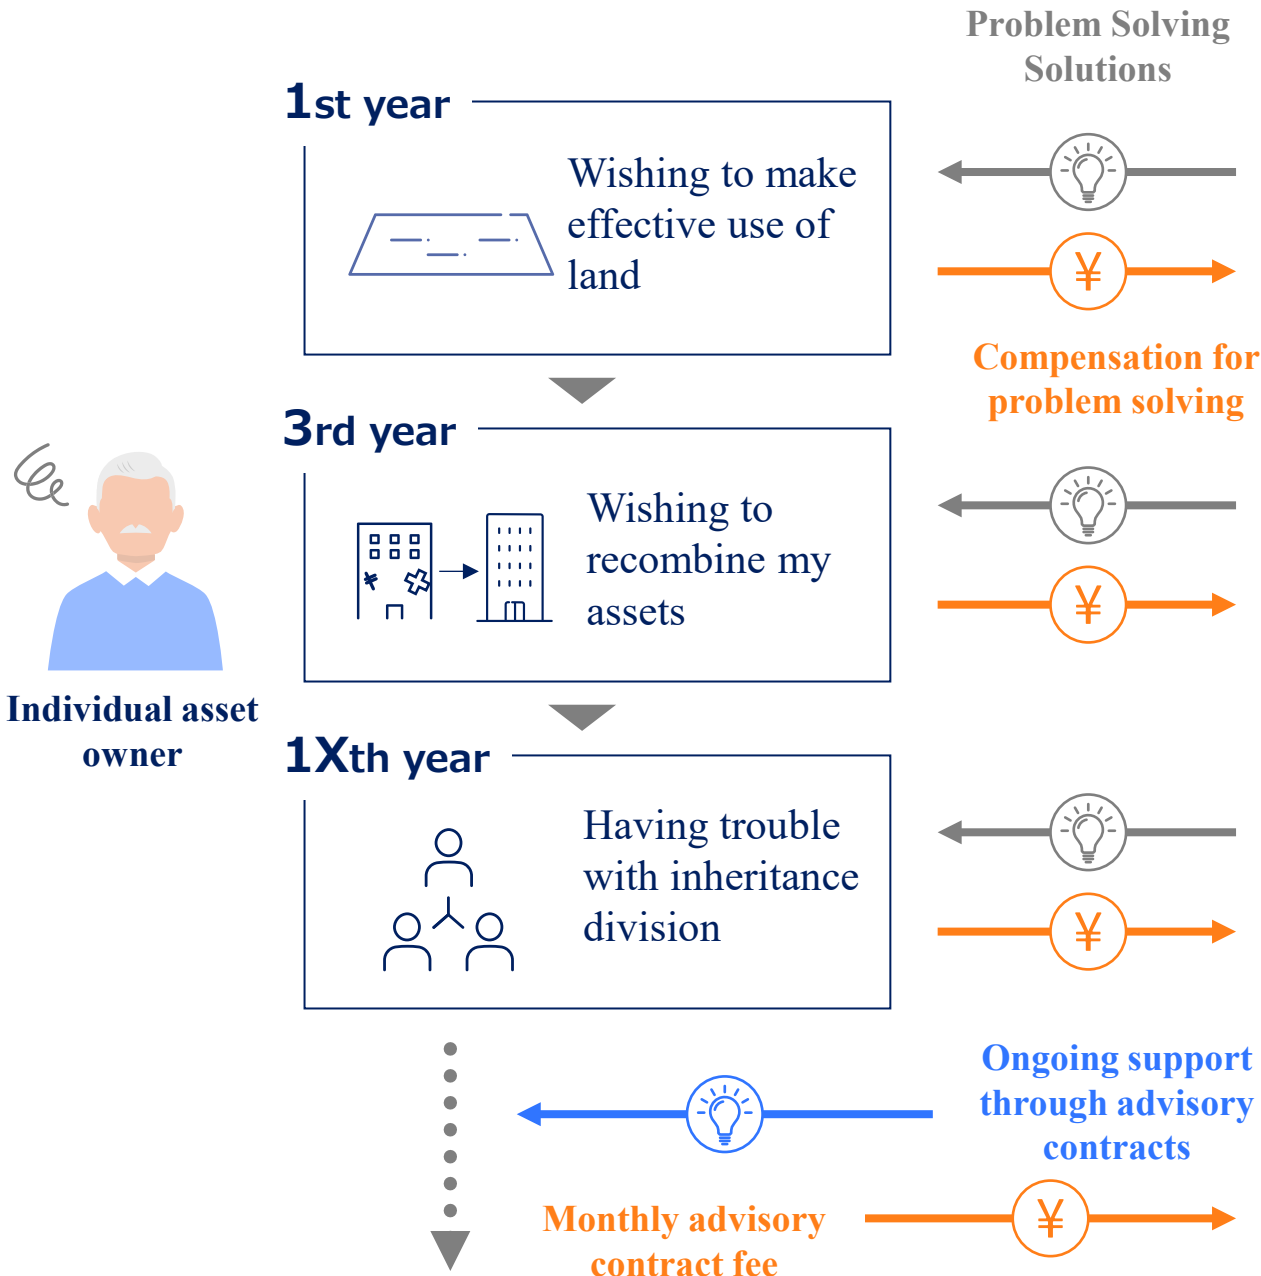 Problem Solving
Solutions
1st year
Wishing to make
effective use of
land
¥
Compensation for
problem solving
3rd year
Wishing to
recombine my
assets
¥
Individual asset
owner
1Xth year
Having trouble
with inheritance
division
¥
Ongoing support
through advisory
contracts
Monthly advisory
contract fee
¥